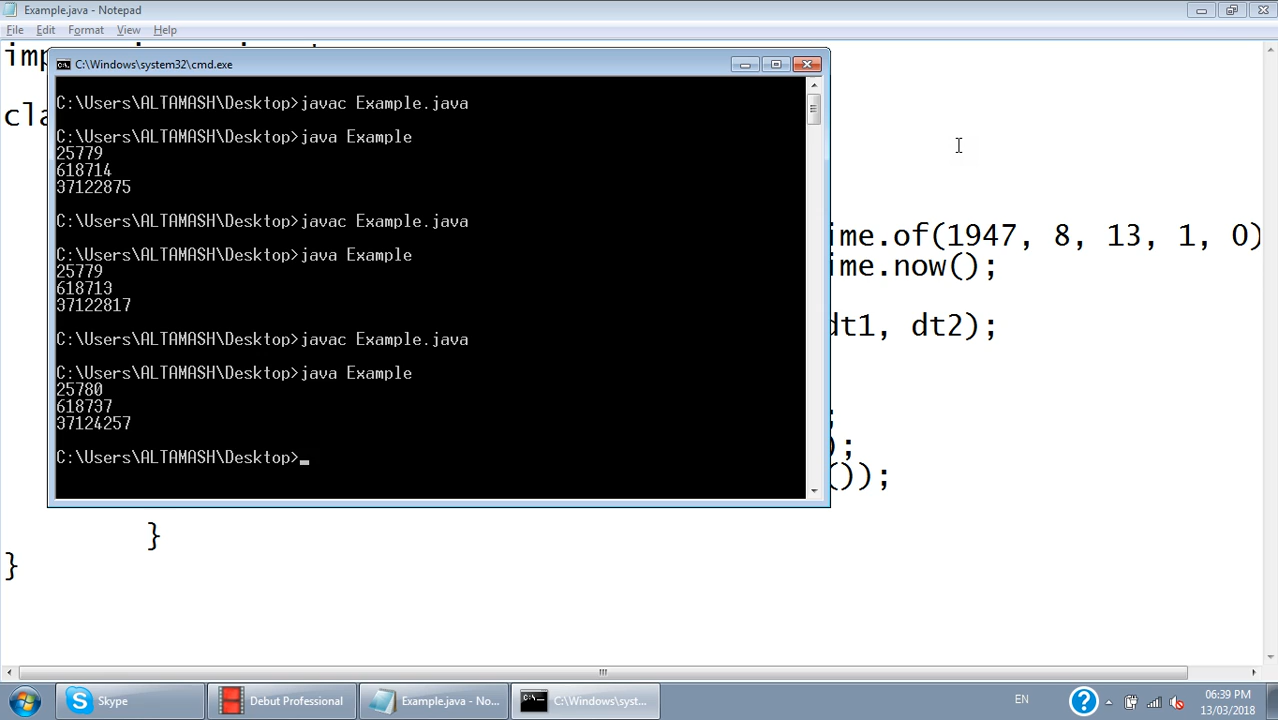 Example.java - Notepad
File Edit Format View Help
imp
C:\Windows\system32\cmd.exe
C:\Users\ALTAMASH\Desktop>javac Example.java
cla
C:\Users\ALTAMASH\Desktop>java Example
25779
618714
37122875
C:\Users\ALTAMASH\Desktop>javac Example.java
ime.of(1947, 8, 13, 1, 0)
C:\Users\ALTAMASH\Desktop>java Example
ime.now();
25779
618713
37122817
dt1, dt2);
C:\Users\ALTAMASH\Desktop>javac Example.java
C:\Users\ALTAMASH\Desktop>java Example
25780
618737
;
37124257
);
C:\Users\ALTAMASH\Desktop>_
());
}
}
Skype Debut Professional Example.java - No... C:\Windows\syst... EN 06:39 PM
13/03/2018